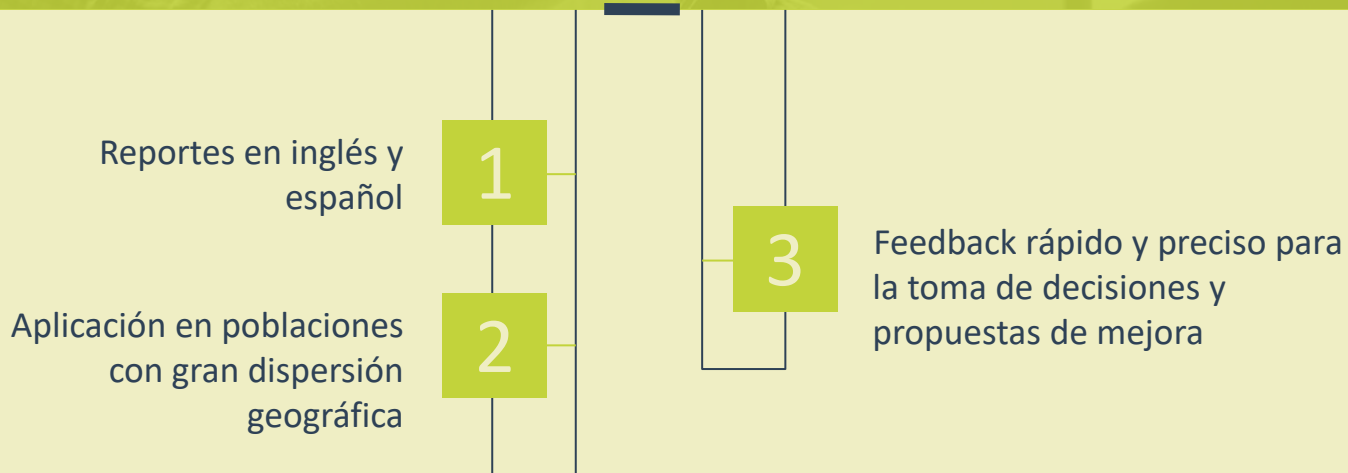 1
Reportes en inglés y
español
2
Aplicación en poblaciones
con gran dispersión
geográfica
3
Feedback rápido y preciso para
la toma de decisiones y
propuestas de mejora